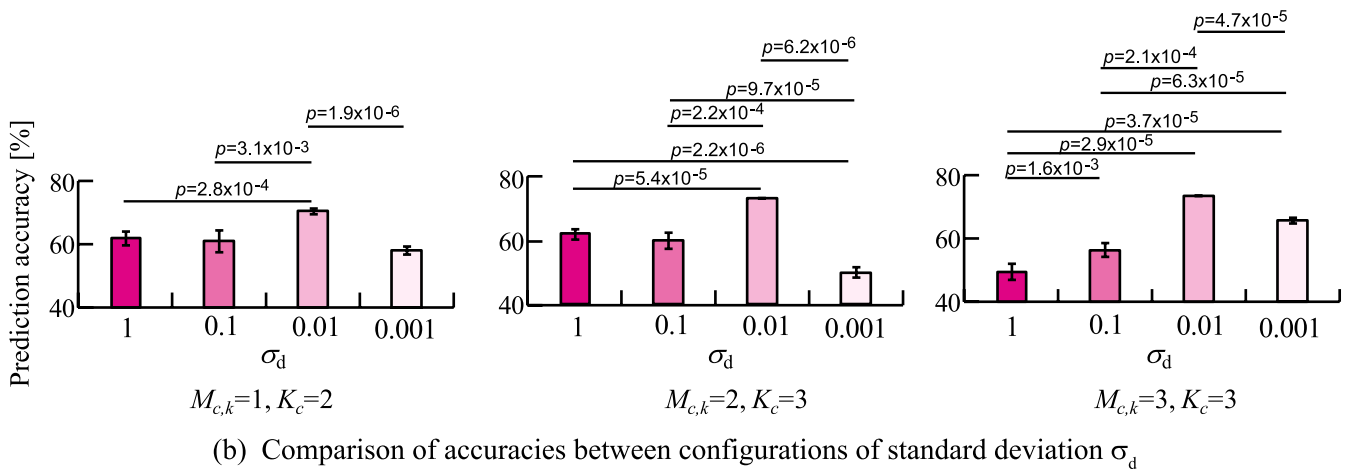 Prediction accuracy [%]
p=1.9x10-6
p=3.1x10-3
p=2.8x10-4
80
60
40
1 0.1 0.01 0.001
σd
Mc,k=1, Kc=2
p=6.2x10-6
p=9.7x10-5
p=2.2x10-4
p=2.2x10-6
p=5.4x10-5
80
60
40
1 0.1 0.01 0.001
σd
Mc,k=2, Kc=3
p=4.7x10-5
p=2.1x10-4
p=6.3x10-5
p=3.7x10-5
p=2.9x10-5
p=1.6x10-3
80
60
40
1 0.1 0.01 0.001
σd
Mc,k=3, Kc=3
(b) Comparison of accuracies between configurations of standard deviation σd